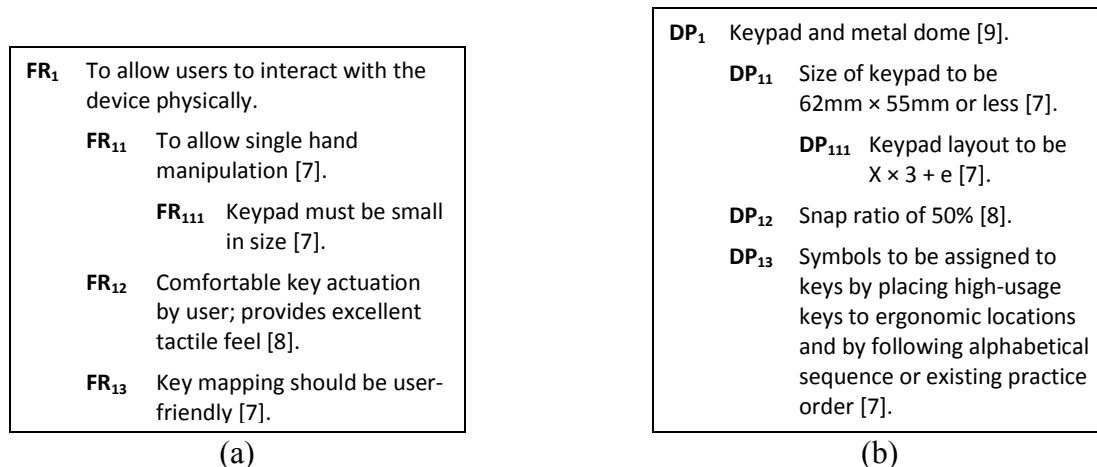 FR₁ To allow users to interact with the
device physically.
FR₁₁ To allow single hand
manipulation [7].
FR₁₁₁ Keypad must be small
in size [7].
FR₁₂ Comfortable key actuation
by user; provides excellent
tactile feel [8].
FR₁₃ Key mapping should be user-
friendly [7].
(a)
DP₁ Keypad and metal dome [9].
DP₁₁ Size of keypad to be
62mm × 55mm or less [7].
DP₁₁₁ Keypad layout to be
X × 3 + e [7].
DP₁₂ Snap ratio of 50% [8].
DP₁₃ Symbols to be assigned to
keys by placing high-usage
keys to ergonomic locations
and by following alphabetical
sequence or existing practice
order [7].
(b)